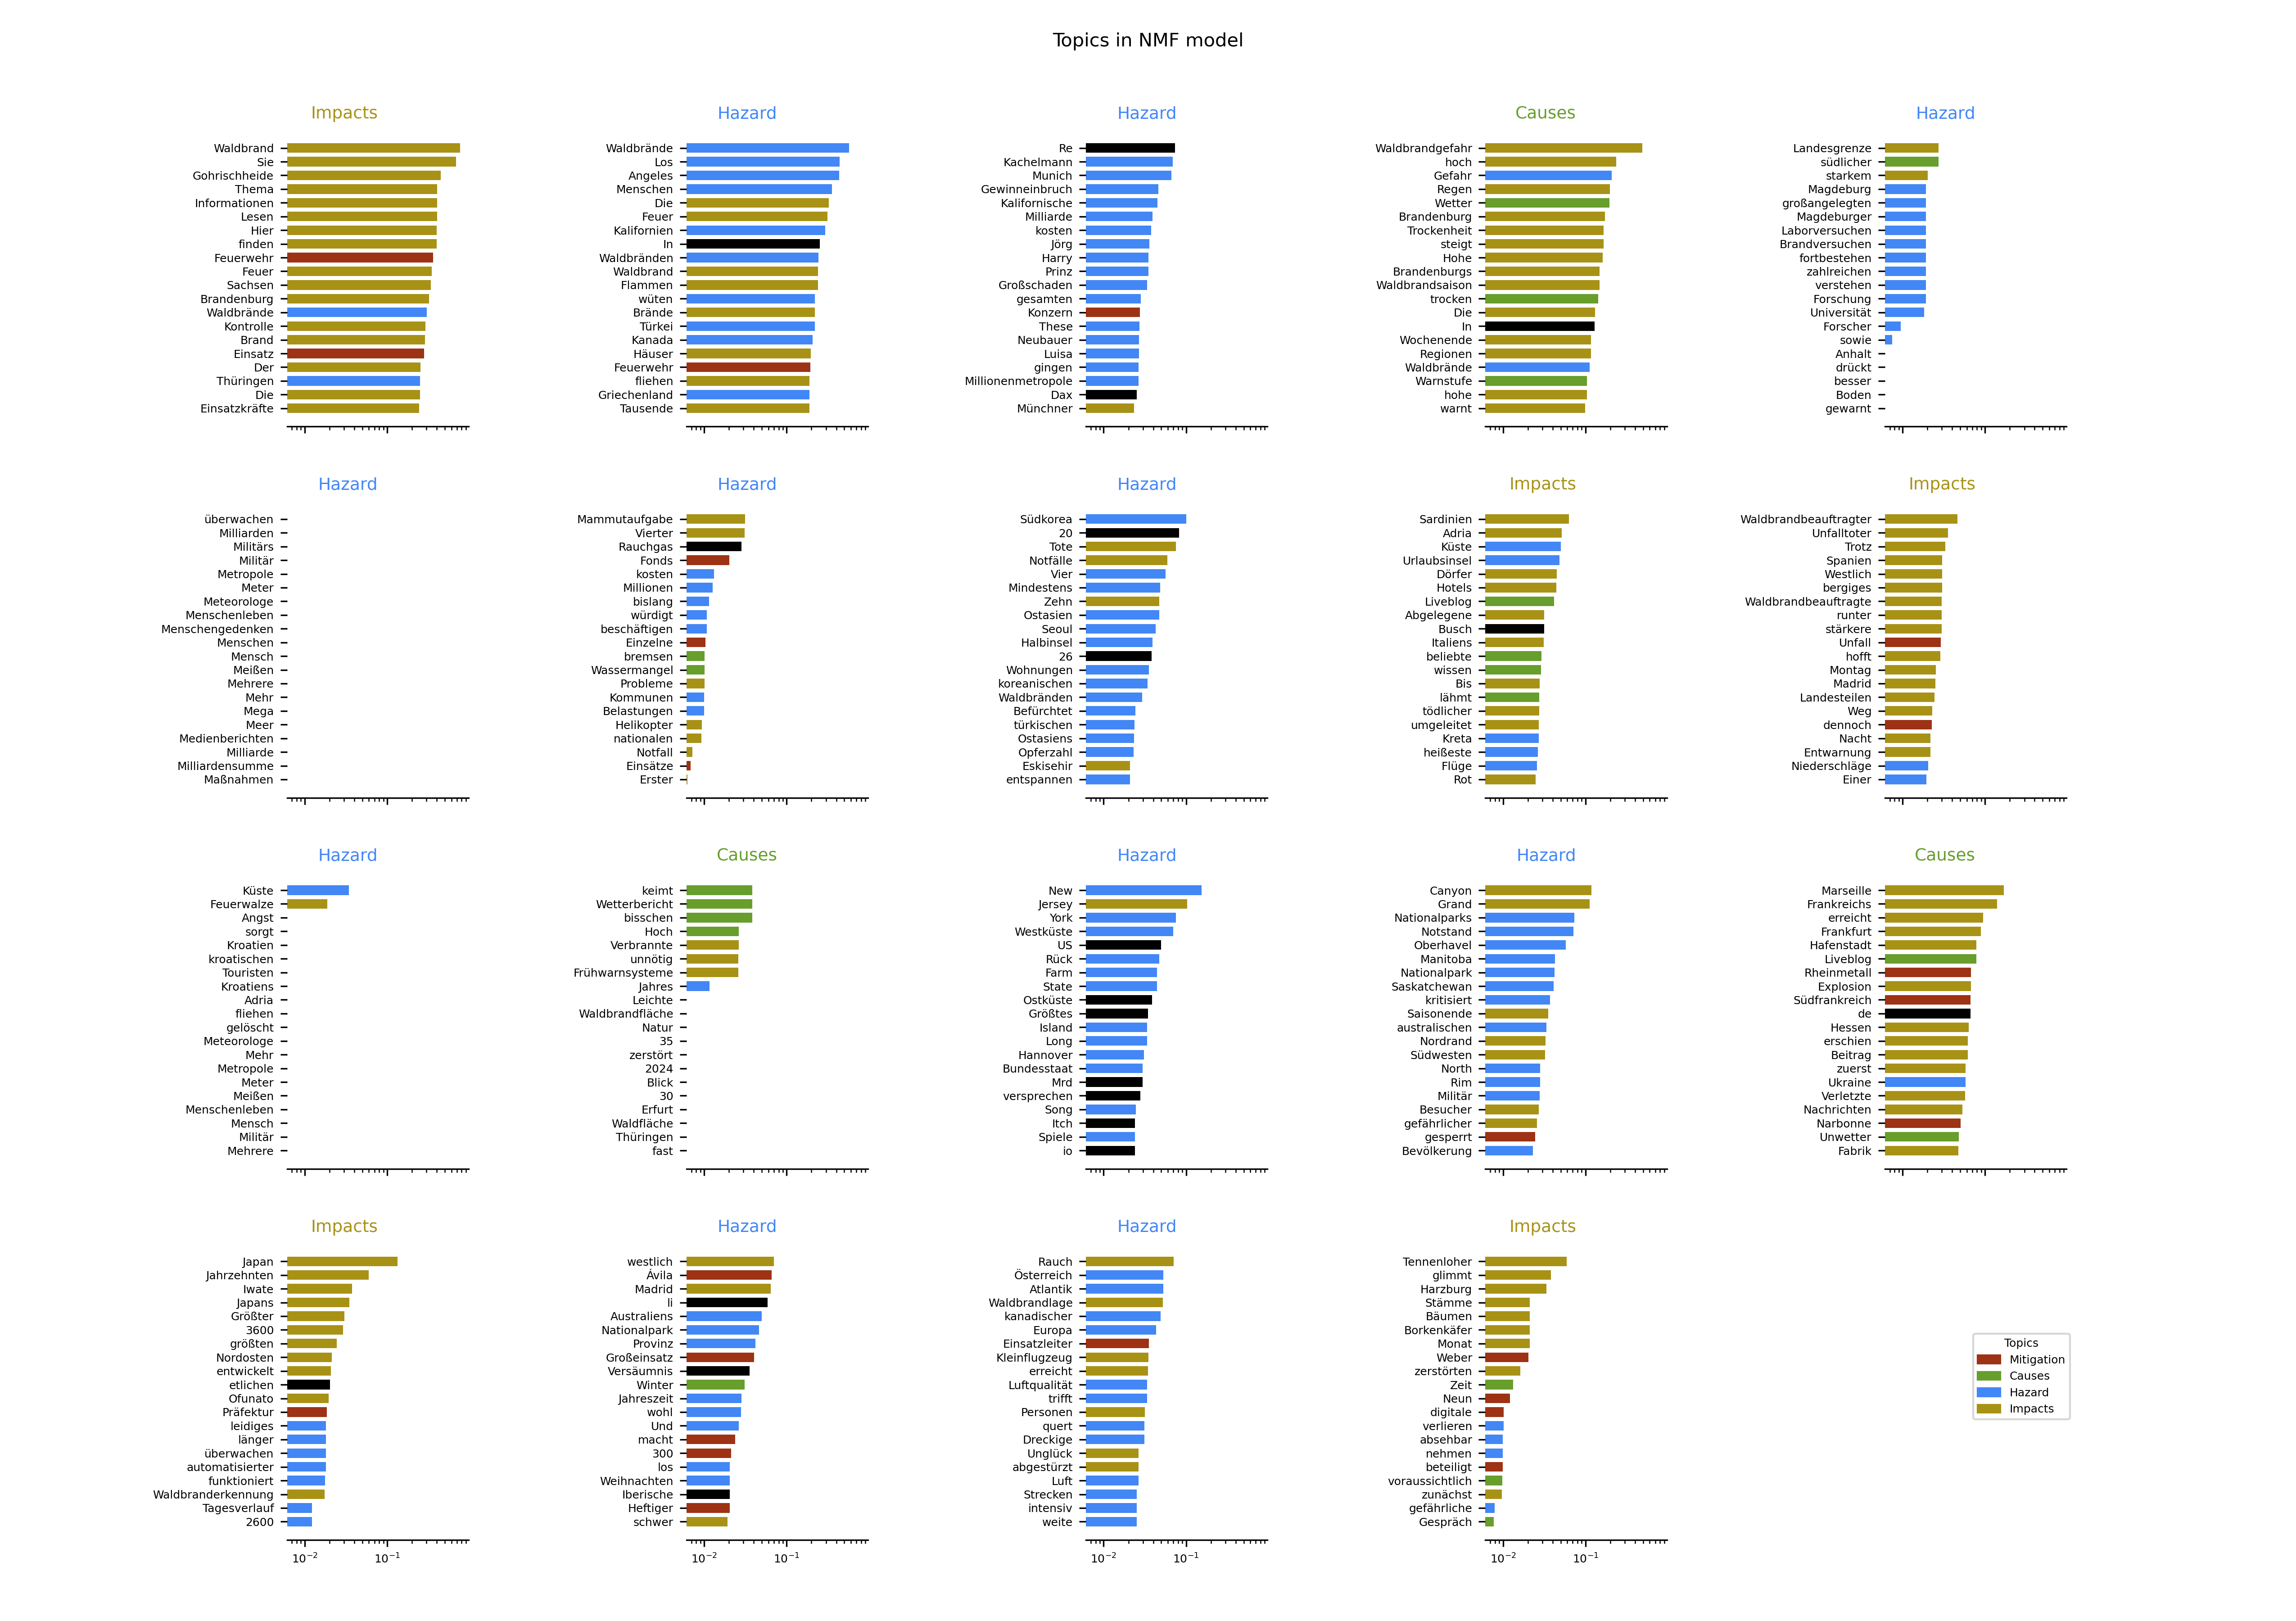 Topics in NMF model
Impacts
Waldbrand
Sie
Gohrischheide
Thema
Informationen
Lesen
Hier
finden
Feuerwehr
Feuer
Sachsen
Brandenburg
Waldbrände
Kontrolle
Brand
Einsatz
Der
Thüringen
Die
Einsatzkräfte
Hazard
Waldbrände
Los
Angeles
Menschen
Die
Feuer
Kalifornien
In
Waldbränden
Waldbrand
Flammen
wüten
Brände
Türkei
Kanada
Häuser
Feuerwehr
fliehen
Griechenland
Tausende
Hazard
Re
Kachelmann
Munich
Gewinneinbruch
Kalifornische
Milliarde
kosten
Jörg
Harry
Prinz
Großschaden
gesamten
Konzern
These
Neubauer
Luisa
gingen
Millionenmetropole
Dax
Münchner
Causes
Waldbrandgefahr
hoch
Gefahr
Regen
Wetter
Brandenburg
Trockenheit
steigt
Hohe
Brandenburgs
Waldbrandsaison
trocken
Die
In
Wochenende
Regionen
Waldbrände
Warnstufe
hohe
warnt
Hazard
Landesgrenze
südlicher
starkem
Magdeburg
großangelegten
Magdeburger
Laborversuchen
Brandversuchen
fortbestehen
zahlreichen
verstehen
Forschung
Universität
Forscher
sowie
Anhalt
drückt
besser
Boden
gewarnt
Hazard
überwachen
Milliarden
Militärs
Militär
Metropole
Meter
Meteorologe
Menschenleben
Menschengedenken
Menschen
Mensch
Meißen
Mehrere
Mehr
Mega
Meer
Medienberichten
Milliarde
Milliardensumme
Maßnahmen
Hazard
Mammutaufgabe
Vierter
Rauchgas
Fonds
kosten
Millionen
bislang
würdigt
beschäftigen
Einzelne
bremsen
Wassermangel
Probleme
Kommunen
Belastungen
Helikopter
nationalen
Notfall
Einsätze
Erster
Hazard
Südkorea
20
Tote
Notfälle
Vier
Mindestens
Zehn
Ostasien
Seoul
Halbinsel
26
Wohnungen
koreanischen
Waldbränden
Befürchtet
türkischen
Ostasiens
Opferzahl
Eskisehir
entspannen
Impacts
Sardinien
Adria
Küste
Urlaubsinsel
Dörfer
Hotels
Liveblog
Abgelegene
Busch
Italiens
beliebte
wissen
Bis
lähmt
tödlicher
umgeleitet
Kreta
heißeste
Flüge
Rot
Impacts
Waldbrandbeauftragter
Unfalltoter
Trotz
Spanien
Westlich
bergiges
Waldbrandbeauftragte
runter
stärkere
Unfall
hofft
Montag
Madrid
Landesteilen
Weg
dennoch
Nacht
Entwarnung
Niederschläge
Einer
Hazard
Küste
Feuerwalze
Angst
sorgt
Kroatien
kroatischen
Touristen
Kroatiens
Adria
fliehen
gelöscht
Meteorologe
Mehr
Metropole
Meter
Meißen
Menschenleben
Mensch
Militär
Mehrere
Causes
keimt
Wetterbericht
bisschen
Hoch
Verbrannte
unnötig
Frühwarnsysteme
Jahres
Leichte
Waldbrandfläche
Natur
35
zerstört
2024
Blick
30
Erfurt
Waldfläche
Thüringen
fast
Hazard
New
Jersey
York
Westküste
US
Rück
Farm
State
Ostküste
Größtes
Island
Long
Hannover
Bundesstaat
Mrd
versprechen
Song
Itch
Spiele
io
Hazard
Canyon
Grand
Nationalparks
Notstand
Oberhavel
Manitoba
Nationalpark
Saskatchewan
kritisiert
Saisonende
australischen
Nordrand
Südwesten
North
Rim
Militär
Besucher
gefährlicher
gesperrt
Bevölkerung
Causes
Marseille
Frankreichs
erreicht
Frankfurt
Hafenstadt
Liveblog
Rheinmetall
Explosion
Südfrankreich
de
Hessen
erschien
Beitrag
zuerst
Ukraine
Verletzte
Nachrichten
Narbonne
Unwetter
Fabrik
Impacts
Japan
Jahrzehnten
Iwate
Japans
Größter
3600
größten
Nordosten
entwickelt
etlichen
Ofunato
Präfektur
leidiges
länger
überwachen
automatisierter
funktioniert
Waldbranderkennung
Tagesverlauf
2600
10⁻² 10⁻¹
Hazard
westlich
Ávila
Madrid
li
Australiens
Nationalpark
Provinz
Großeinsatz
Versäumnis
Winter
Jahreszeit
wohl
Und
macht
300
los
Weihnachten
Iberische
Heftiger
schwer
10⁻² 10⁻¹
Hazard
Rauch
Österreich
Atlantik
Waldbrandlage
kanadischer
Europa
Einsatzleiter
Kleinflugzeug
erreicht
Luftqualität
trifft
Personen
quert
Dreckige
Unglück
abgestürzt
Luft
Strecken
intensiv
weite
10⁻² 10⁻¹
Impacts
Tennenloher
glimmt
Harzburg
Stämme
Bäumen
Borkenkäfer
Monat
Weber
zerstörten
Zeit
Neun
digitale
verlieren
absehbar
nehmen
beteiligt
voraussichtlich
zunächst
gefährliche
Gespräch
10⁻² 10⁻¹
Topics
Mitigation
Causes
Hazard
Impacts